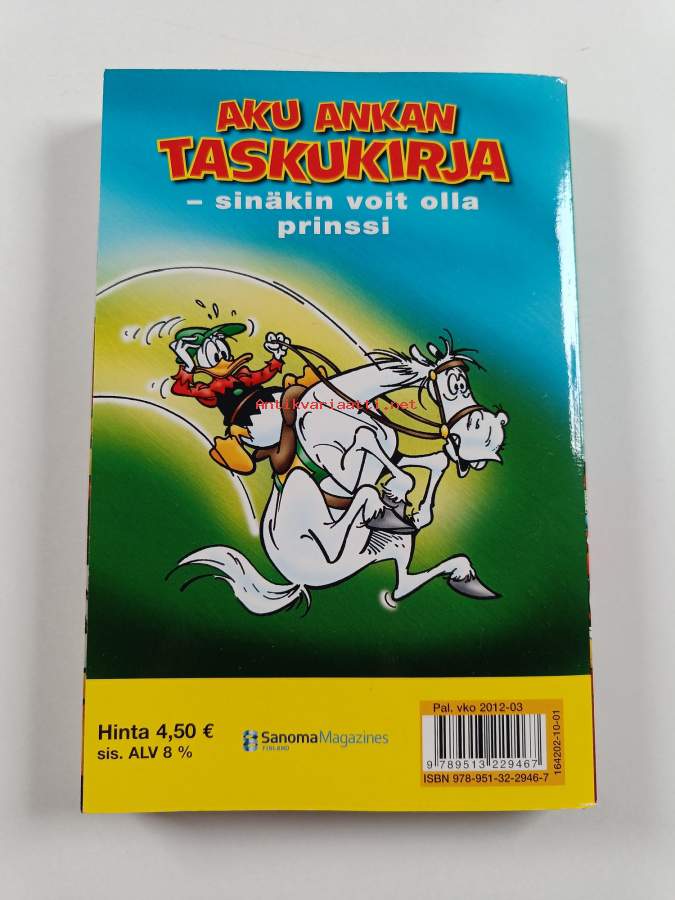 AKU ANKAN
TASKUKIRJA
– sinäkin voit olla
prinssi
Antikvariaatti.net
Pal. vko 2012-03
Hinta 4,50 €
sis. ALV 8 %
SanomaMagazines
FINLAND
9 789513 229467
ISBN 978-951-32-2946-7
164202-10-01